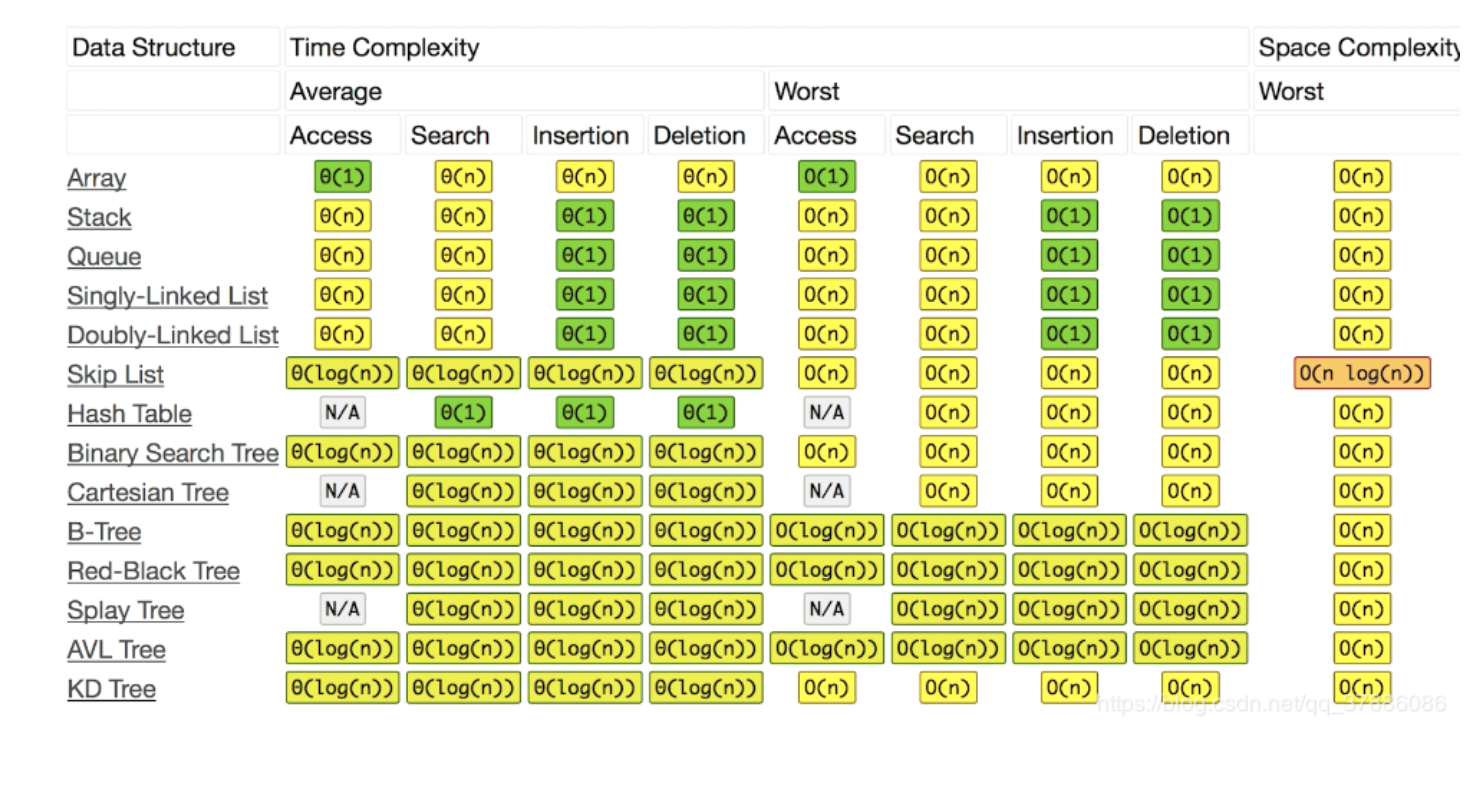 Data Structure Time Complexity Space Complexity
Average Worst Worst
Access Search Insertion Deletion Access Search Insertion Deletion
Array θ(1) θ(n) θ(n) θ(n) O(1) O(n) O(n) O(n) O(n)
Stack θ(n) θ(n) θ(1) θ(1) O(n) O(n) O(1) O(1) O(n)
Queue θ(n) θ(n) θ(1) θ(1) O(n) O(n) O(1) O(1) O(n)
Singly-Linked List θ(n) θ(n) θ(1) θ(1) O(n) O(n) O(1) O(1) O(n)
Doubly-Linked List θ(n) θ(n) θ(1) θ(1) O(n) O(n) O(1) O(1) O(n)
Skip List θ(log(n)) θ(log(n)) θ(log(n)) θ(log(n)) O(n) O(n) O(n) O(n) O(n log(n))
Hash Table N/A θ(1) θ(1) θ(1) N/A O(n) O(n) O(n) O(n)
Binary Search Tree θ(log(n)) θ(log(n)) θ(log(n)) θ(log(n)) O(n) O(n) O(n) O(n) O(n)
Cartesian Tree N/A θ(log(n)) θ(log(n)) θ(log(n)) N/A O(n) O(n) O(n) O(n)
B-Tree θ(log(n)) θ(log(n)) θ(log(n)) θ(log(n)) O(log(n)) O(log(n)) O(log(n)) O(log(n)) O(n)
Red-Black Tree θ(log(n)) θ(log(n)) θ(log(n)) θ(log(n)) O(log(n)) O(log(n)) O(log(n)) O(log(n)) O(n)
Splay Tree N/A θ(log(n)) θ(log(n)) θ(log(n)) N/A O(log(n)) O(log(n)) O(log(n)) O(n)
AVL Tree θ(log(n)) θ(log(n)) θ(log(n)) θ(log(n)) O(log(n)) O(log(n)) O(log(n)) O(log(n)) O(n)
KD Tree θ(log(n)) θ(log(n)) θ(log(n)) θ(log(n)) O(n) O(n) O(n) O(n) O(n)
https://blog.csdn.net/qq_37886086